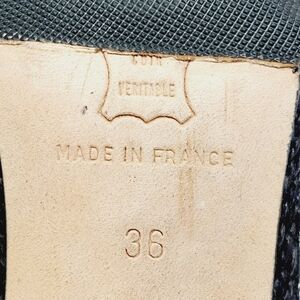 CUIR
VERITABLE
MADE IN FRANCE
36